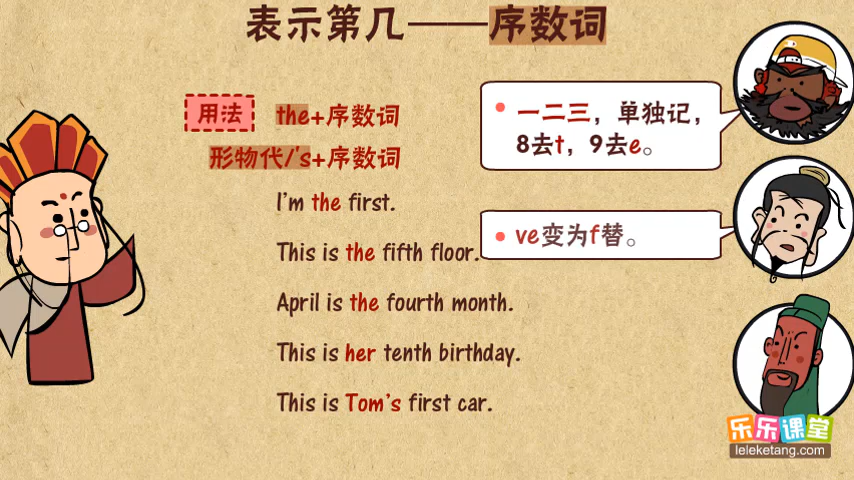 表示第几——序数词
用法
the+序数词
形物代/'s+序数词
I'm the first.
This is the fifth floor.
April is the fourth month.
This is her tenth birthday.
This is Tom's first car.
一二三，单独记，
8去t，9去e。
ve变为f替。
乐乐课堂
leleketang.com